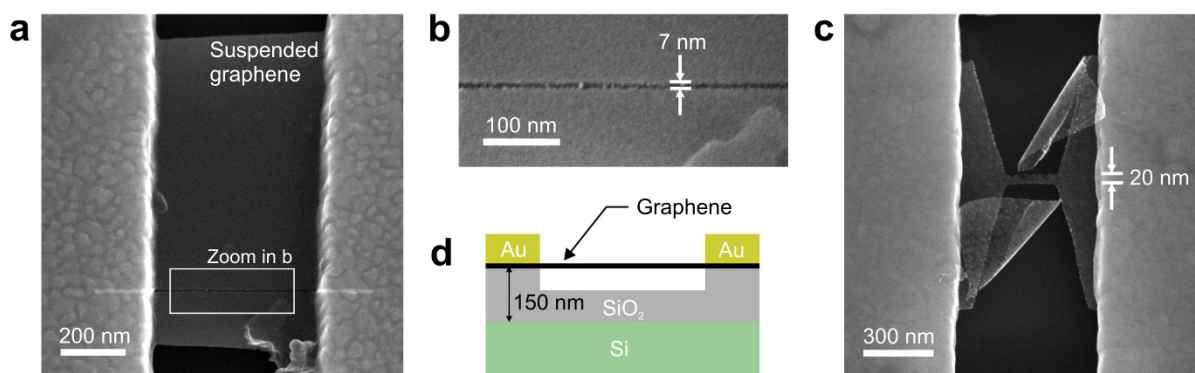 a
Suspended
graphene
Zoom in b
200 nm
b
7 nm
100 nm
c
20 nm
300 nm
d
Graphene
Au
Au
150 nm
SiO₂
Si